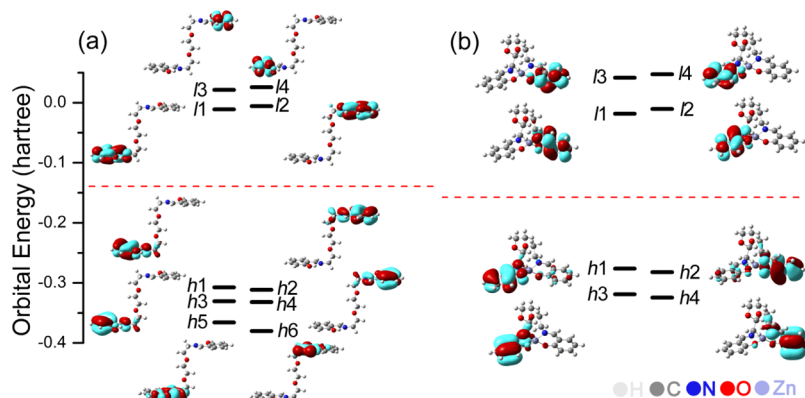 (a)
(b)
Orbital Energy (hartree)
0.0
-0.1
-0.2
-0.3
-0.4
l3 l4
l1 l2
h1 h2
h3 h4
h5 h6
l3 l4
l1 l2
h1 h2
h3 h4
H C N O Zn